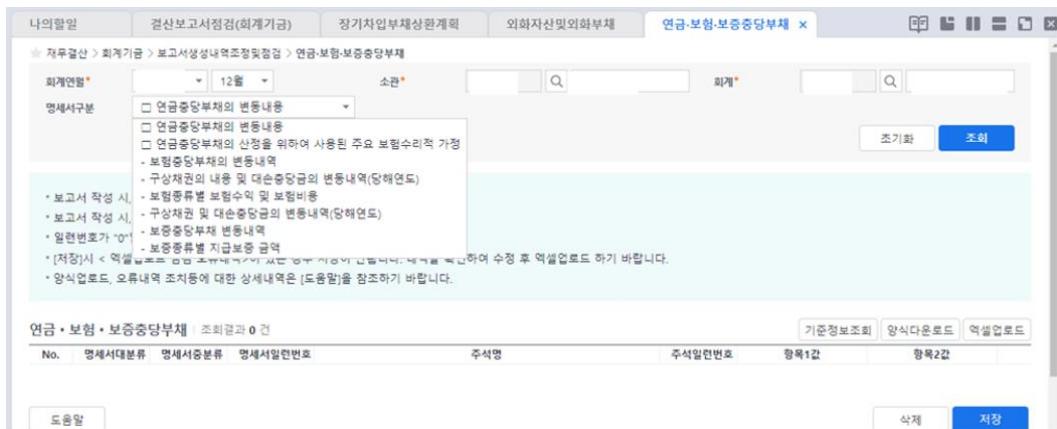 나의할일 결산보고서점검(회계기금) 장기차입부채상환계획 외화자산및외화부채 연금·보험·보증충당부채 ×
재무결산 > 회계기금 > 보고서생성내역조정및점검 > 연금·보험·보증충당부채
회계연월* 12월 소관* 회계*
명세서구분 □ 연금충당부채의 변동내용
□ 연금충당부채의 변동내용
□ 연금충당부채의 산정을 위하여 사용된 주요 보험수리적 가정
초기화 조회
- 보험충당부채의 변동내역
- 구상채권의 내용 및 대손충당금의 변동내역(당해연도)
* 보고서 작성 시, - 보험종류별 보험수익 및 보험비용
* 보고서 작성 시, - 구상채권 및 대손충당금의 변동내역(당해연도)
- 보증충당부채 변동내역
* 일련번호가 "0"
- 보증종류별 지급보증 금액
* [저장]시 < 하여 수정 후 엑셀업로드 하기 바랍니다.
* 양식업로드, 오류내역 조치등에 대한 상세내역은 [도움말]을 참조하기 바랍니다.
연금·보험·보증충당부채 조회결과 0 건 기준정보조회 양식다운로드 엑셀업로드
No. 명세서대분류 명세서중분류 명세서일련번호 주석명 주석일련번호 항목1값 항목2값
도움말 삭제 저장